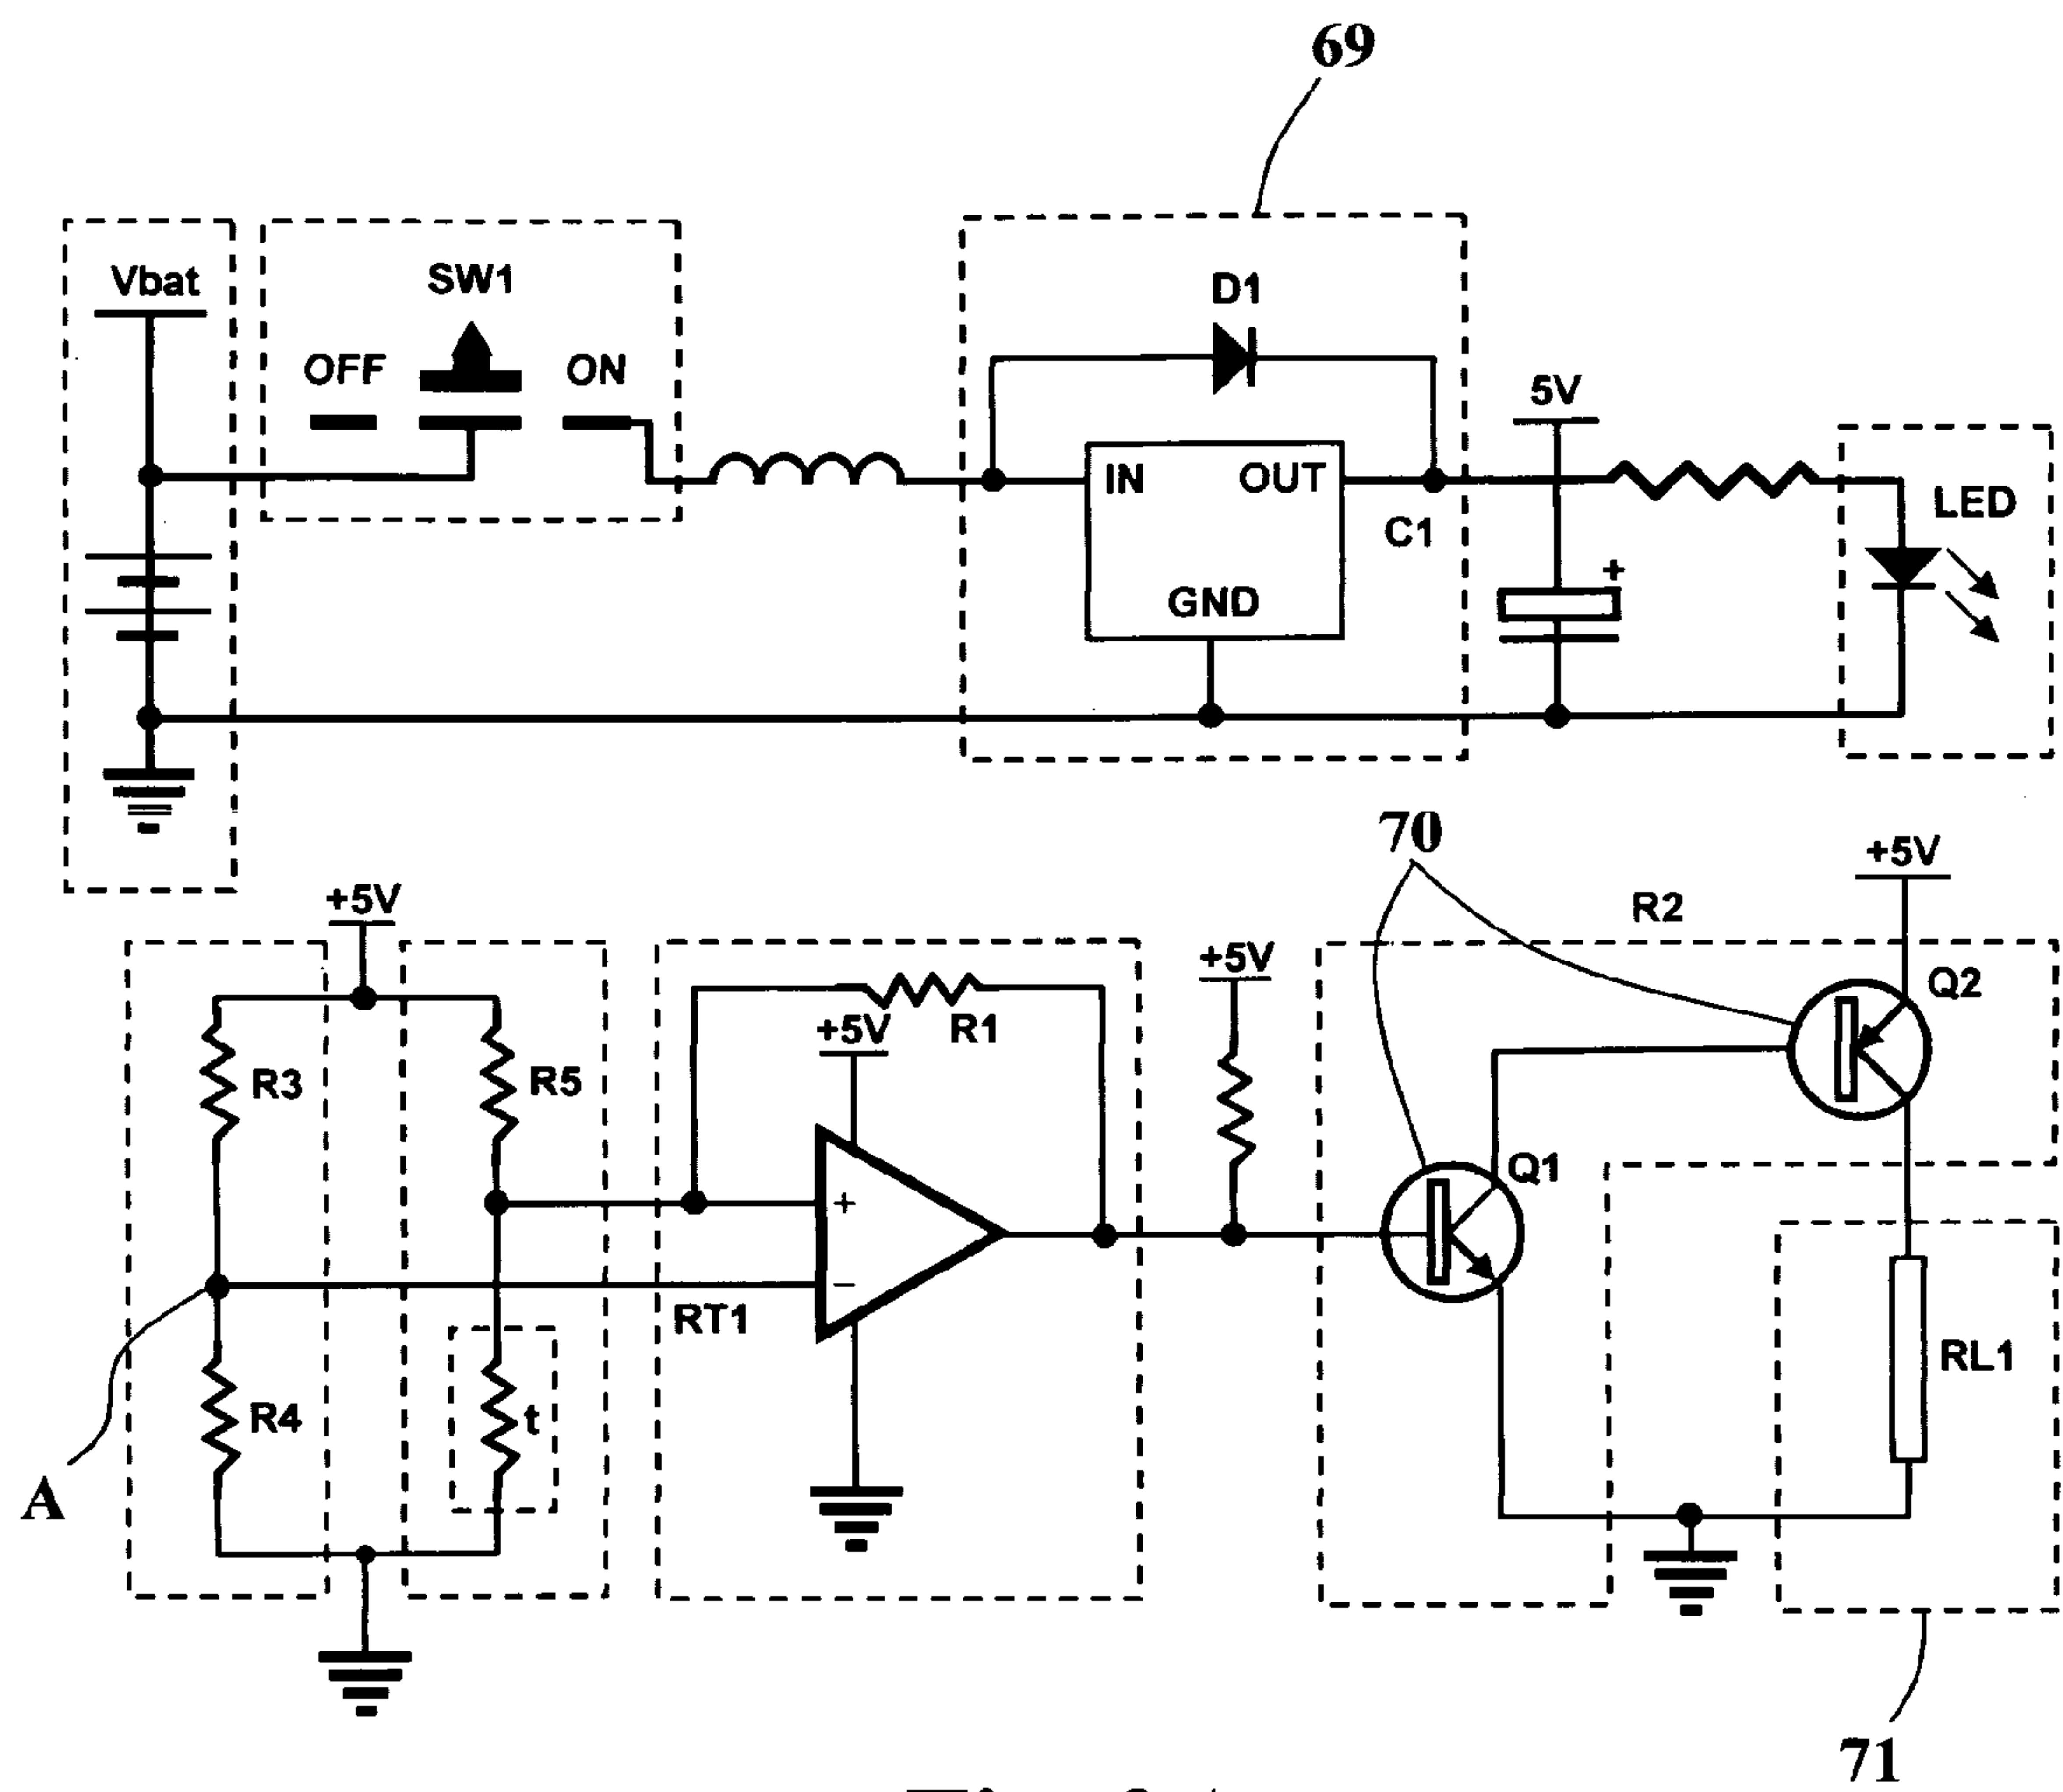 69
Vbat
SW1
OFF
ON
D1
IN
OUT
GND
C1
5V
+
LED
70
+5V
R2
+5V
+5V
Q2
R3
R5
+5V
R1
+
−
Q1
RT1
R4
t
RL1
A
71